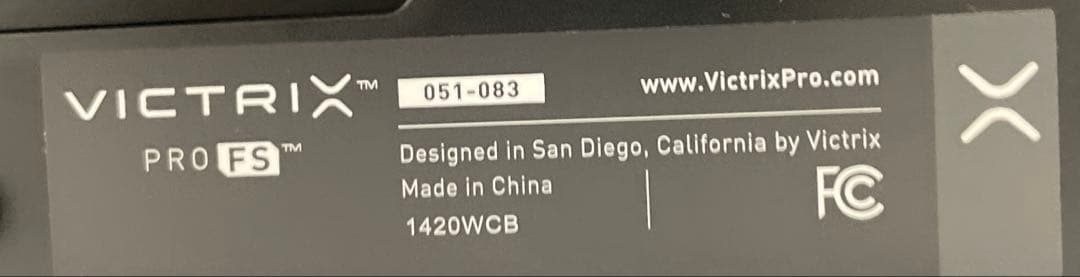 VICTRIX™
PRO FS™
051-083
www.VictrixPro.com
Designed in San Diego, California by Victrix
Made in China
1420WCB
FC